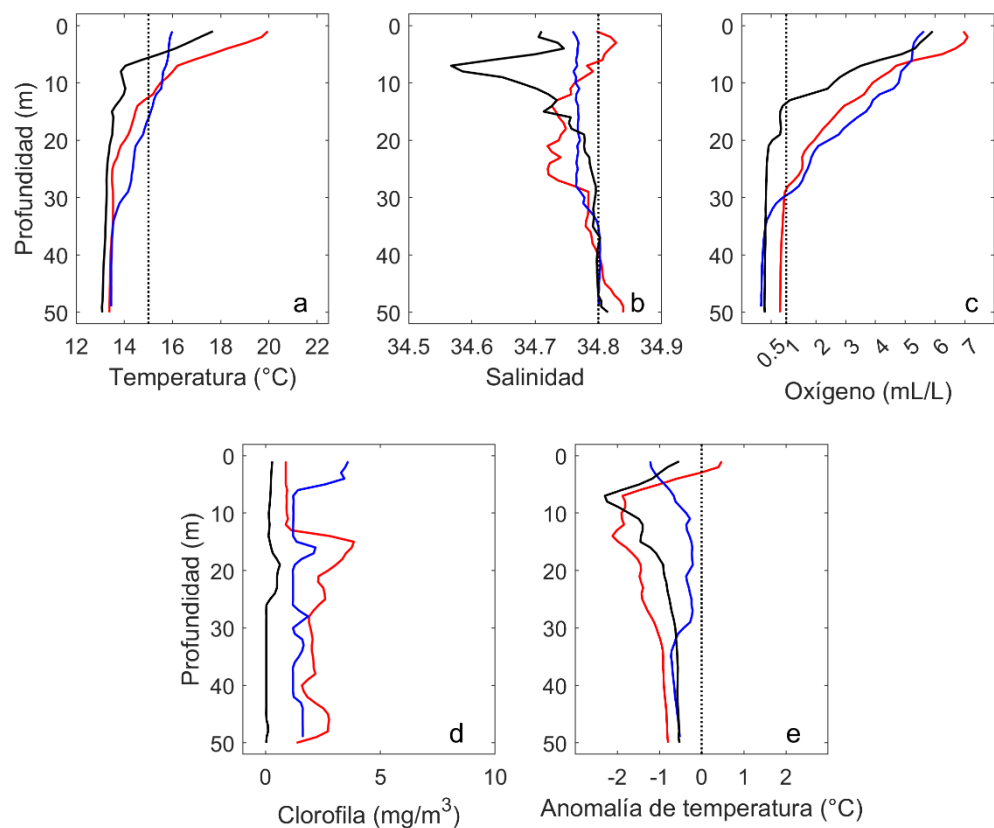 0
10
20
30
40
50
Profundidad (m)
12 14 16 18 20 22
Temperatura (°C)
a
0
10
20
30
40
50
34.5 34.6 34.7 34.8 34.9
Salinidad
b
0
10
20
30
40
50
0.5 1 2 3 4 5 6 7
Oxígeno (mL/L)
c
0
10
20
30
40
50
Profundidad (m)
0 5 10
Clorofila (mg/m³)
d
0
10
20
30
40
50
-2 -1 0 1 2
Anomalía de temperatura (°C)
e